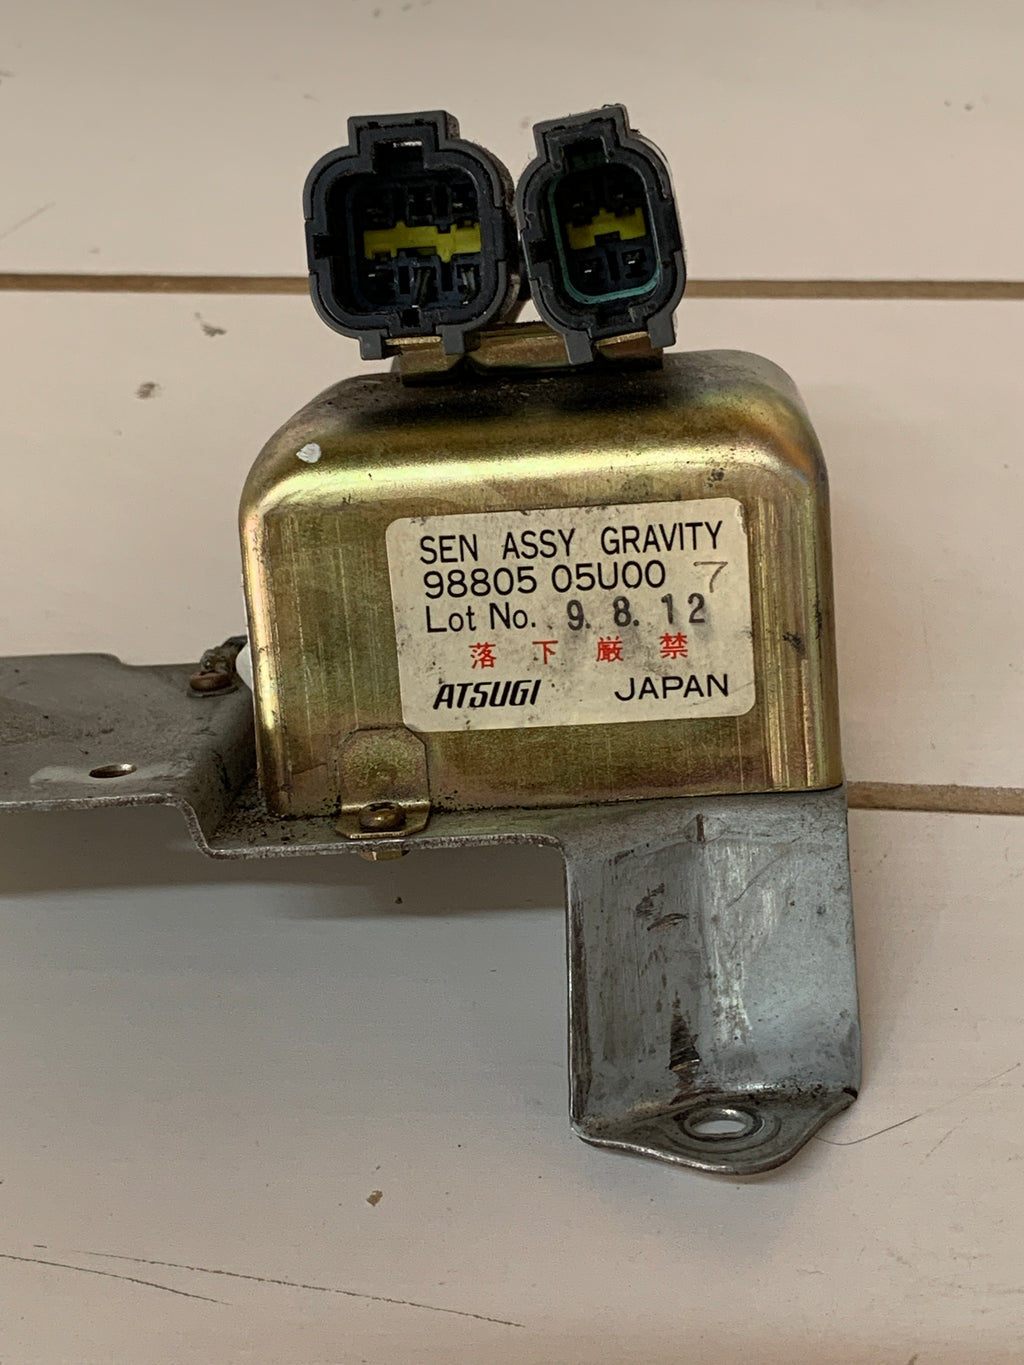 SEN ASSY GRAVITY
98805 05U00 7
Lot No. 9. 8. 12
落下厳禁
ATSUGI JAPAN